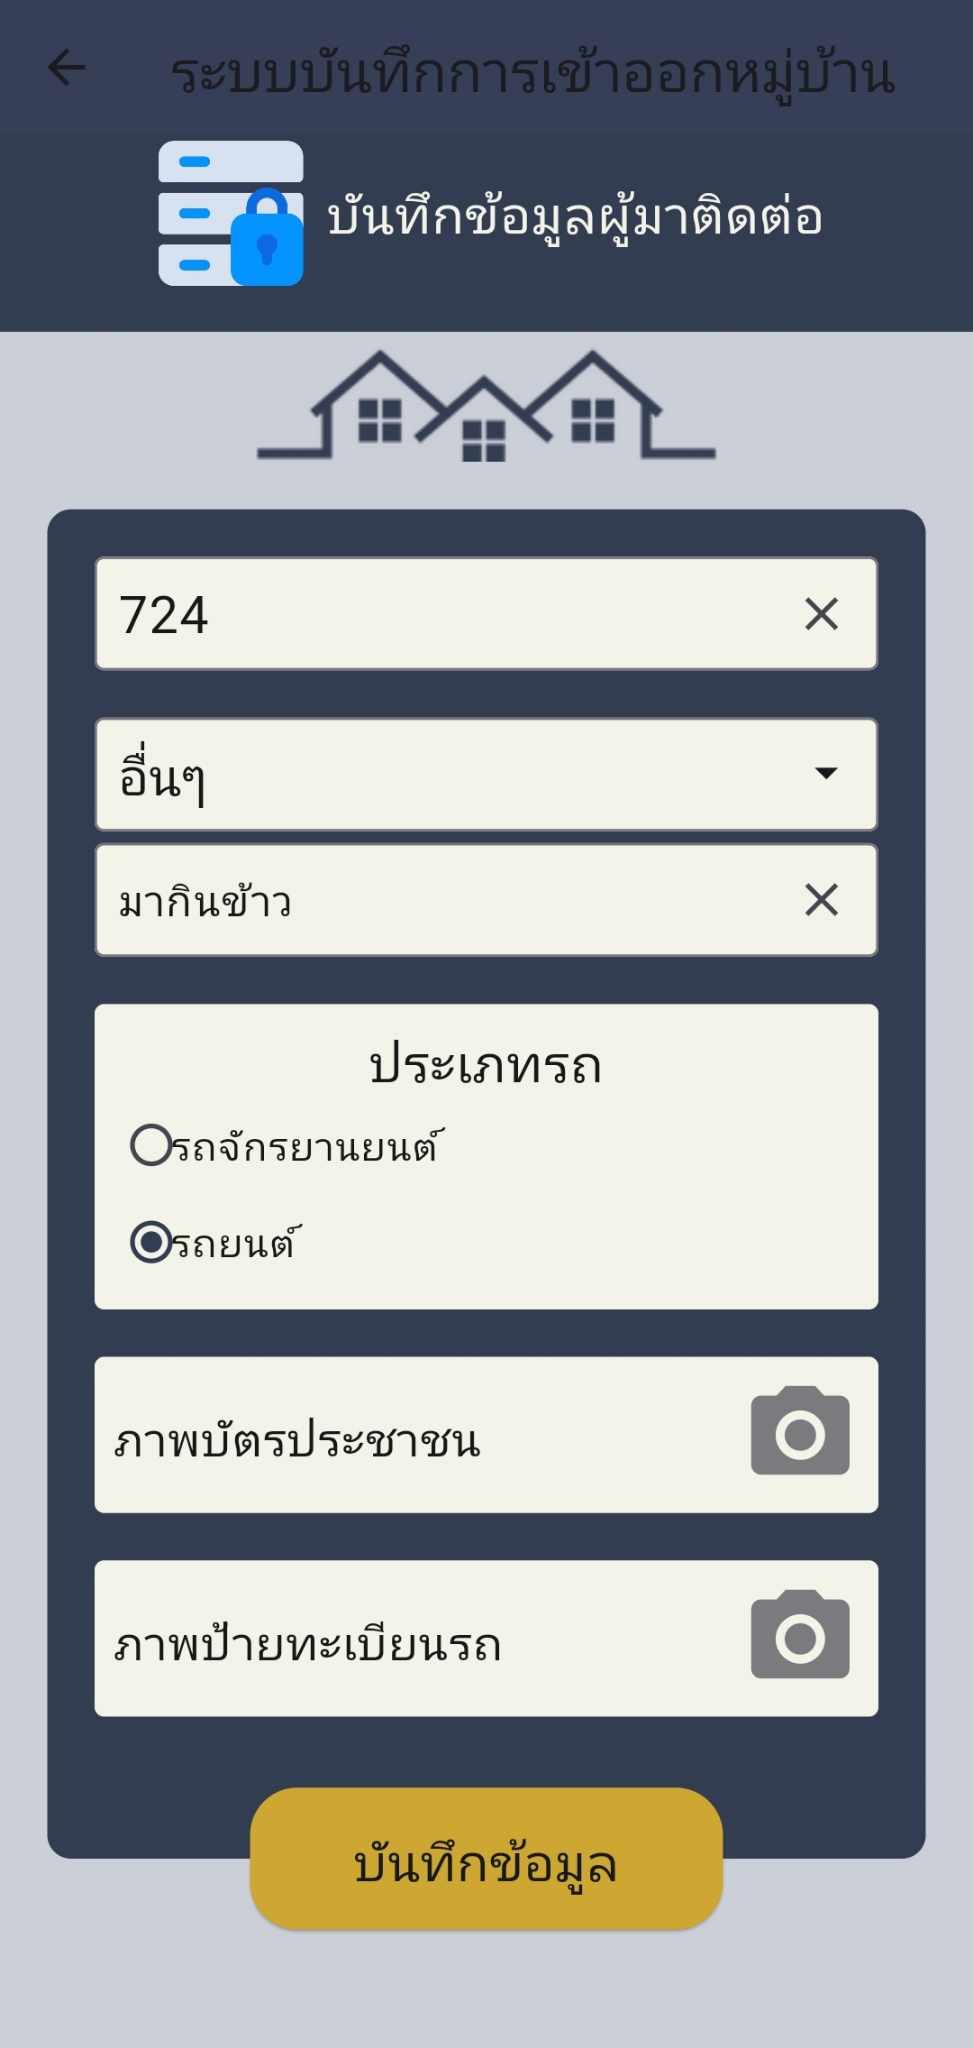 ระบบบันทึกการเข้าออกหมู่บ้าน
บันทึกข้อมูลผู้มาติดต่อ
724
อื่นๆ
มากินข้าว
ประเภทรถ
รถจักรยานยนต์
รถยนต์
ภาพบัตรประชาชน
ภาพป้ายทะเบียนรถ
บันทึกข้อมูล